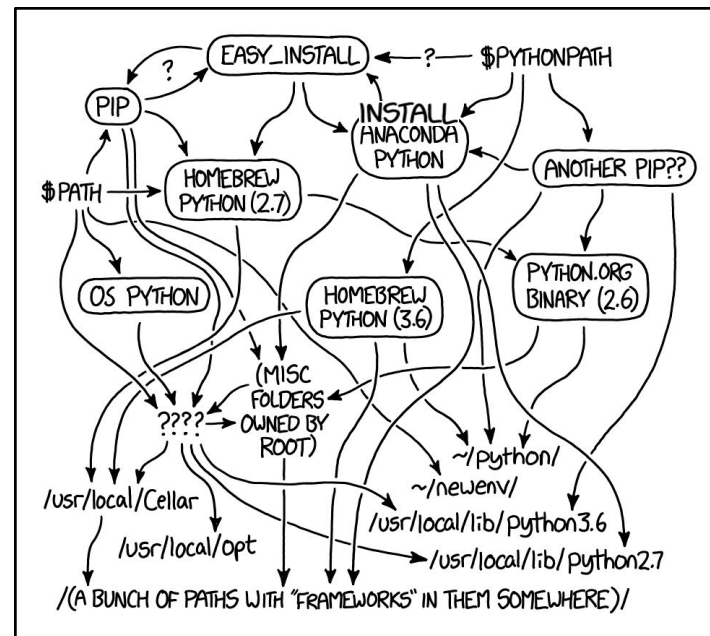 EASY_INSTALL
?
$PYTHONPATH
?
PIP
INSTALL
ANACONDA
PYTHON
ANOTHER PIP??
HOMEBREW
PYTHON (2.7)
$PATH
OS PYTHON
HOMEBREW
PYTHON (3.6)
PYTHON.ORG
BINARY (2.6)
(MISC
FOLDERS
OWNED BY
ROOT)
????
~/python/
~/newenv/
/usr/local/Cellar
/usr/local/lib/python3.6
/usr/local/opt
/usr/local/lib/python2.7
/(A BUNCH OF PATHS WITH "FRAMEWORKS" IN THEM SOMEWHERE)/